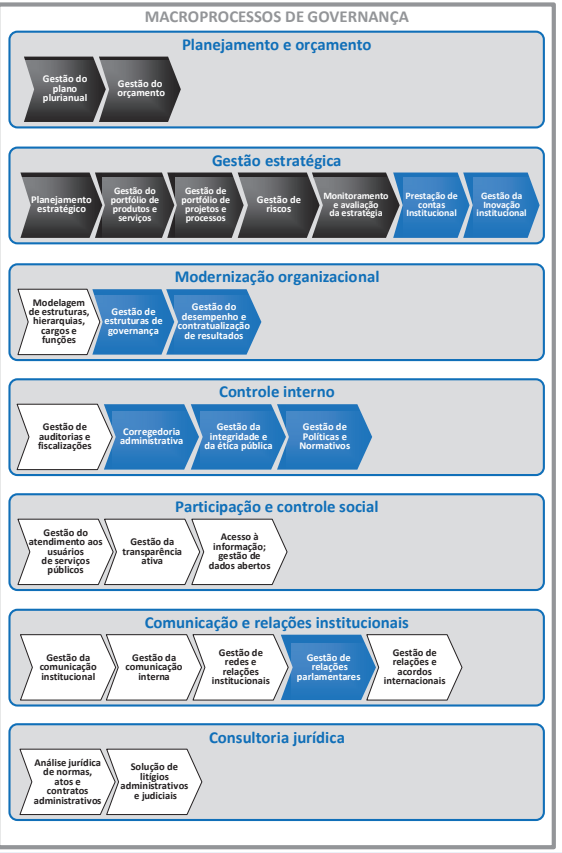 MACROPROCESSOS DE GOVERNANÇA
Planejamento e orçamento
Gestão do
plano
plurianual
Gestão do
orçamento
Gestão estratégica
Planejamento
estratégico
Gestão do
portfólio de
produtos e
serviços
Gestão de
portfólio de
projetos e
processos
Gestão de
riscos
Monitoramento
e avaliação
da estratégia
Prestação de
contas
Institucional
Gestão da
Inovação
institucional
Modernização organizacional
Modelagem
de estruturas,
hierarquias,
cargos e
funções
Gestão de
estruturas de
governança
Gestão do
desempenho e
contratualização
de resultados
Controle interno
Gestão de
auditorias e
fiscalizações
Corregedoria
administrativa
Gestão da
integridade e
da ética pública
Gestão de
Políticas e
Normativos
Participação e controle social
Gestão do
atendimento aos
usuários
de serviços
públicos
Gestão da
transparência
ativa
Acesso à
informação;
gestão de
dados abertos
Comunicação e relações institucionais
Gestão da
comunicação
institucional
Gestão da
comunicação
interna
Gestão de
redes e
relações
institucionais
Gestão de
relações
parlamentares
Gestão de
relações e
acordos
internacionais
Consultoria jurídica
Análise jurídica
de normas,
atos e
contratos
administrativos
Solução de
litígios
administrativos
e judiciais